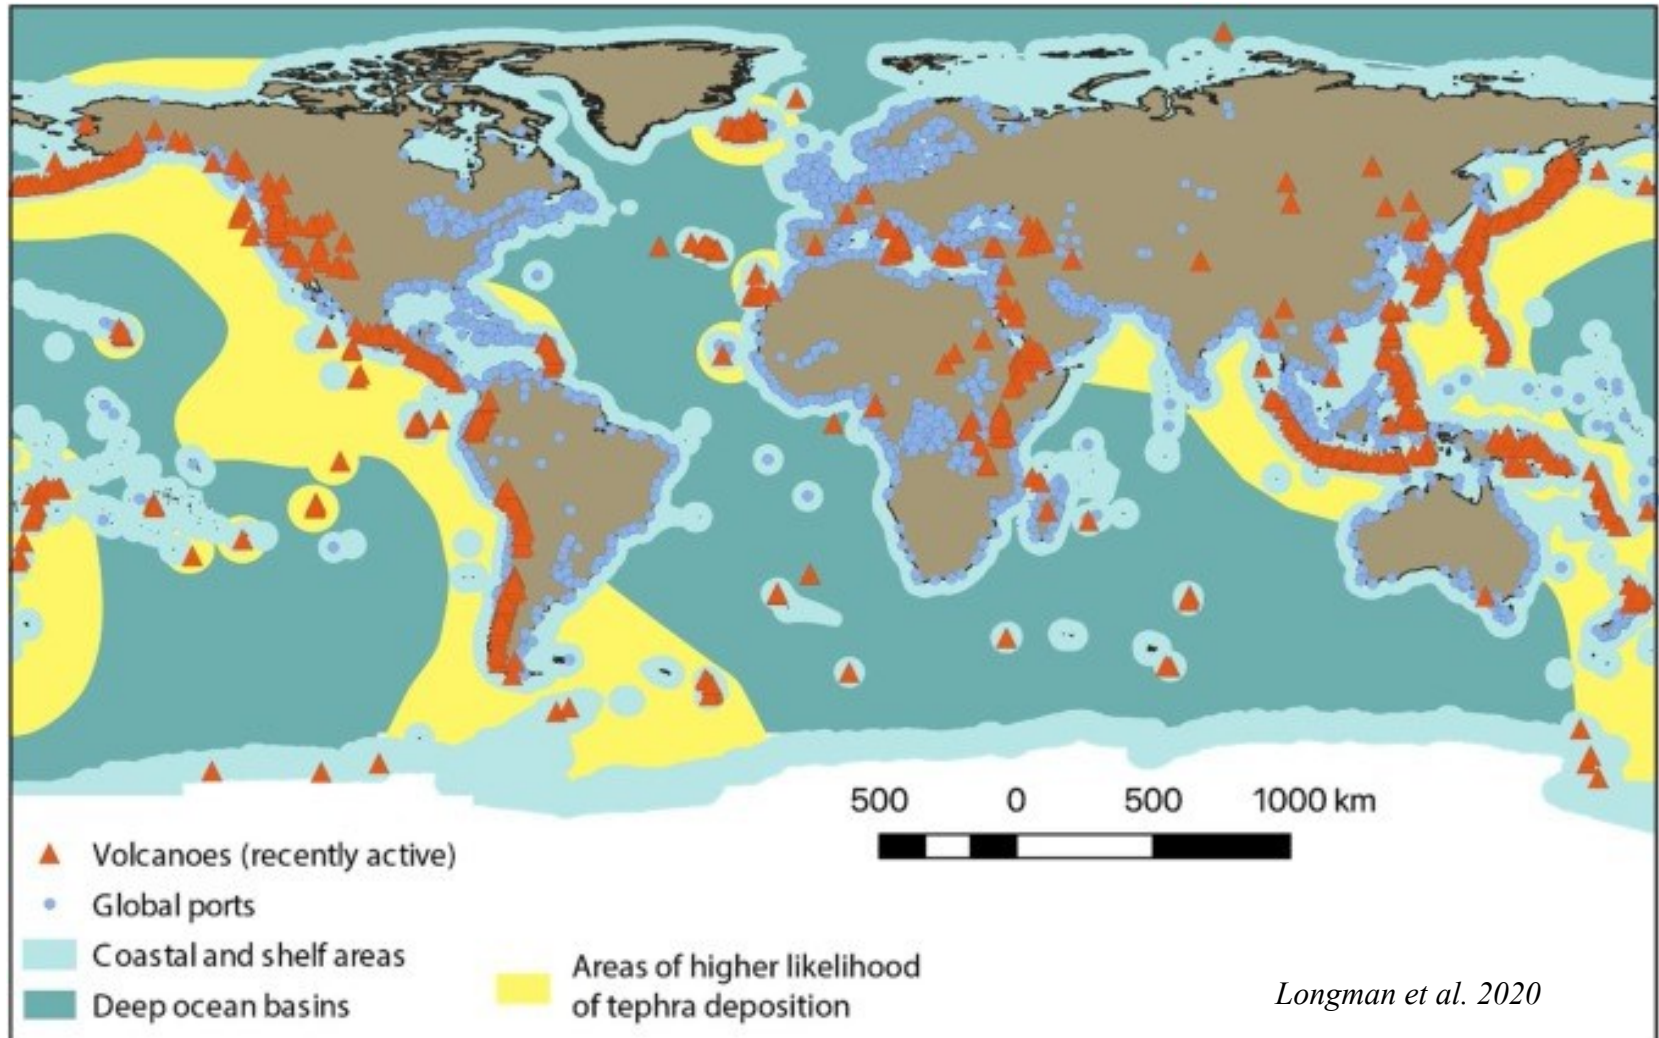 500 0 500 1000 km
Volcanoes (recently active)
Global ports
Coastal and shelf areas
Deep ocean basins
Areas of higher likelihood
of tephra deposition
Longman et al. 2020